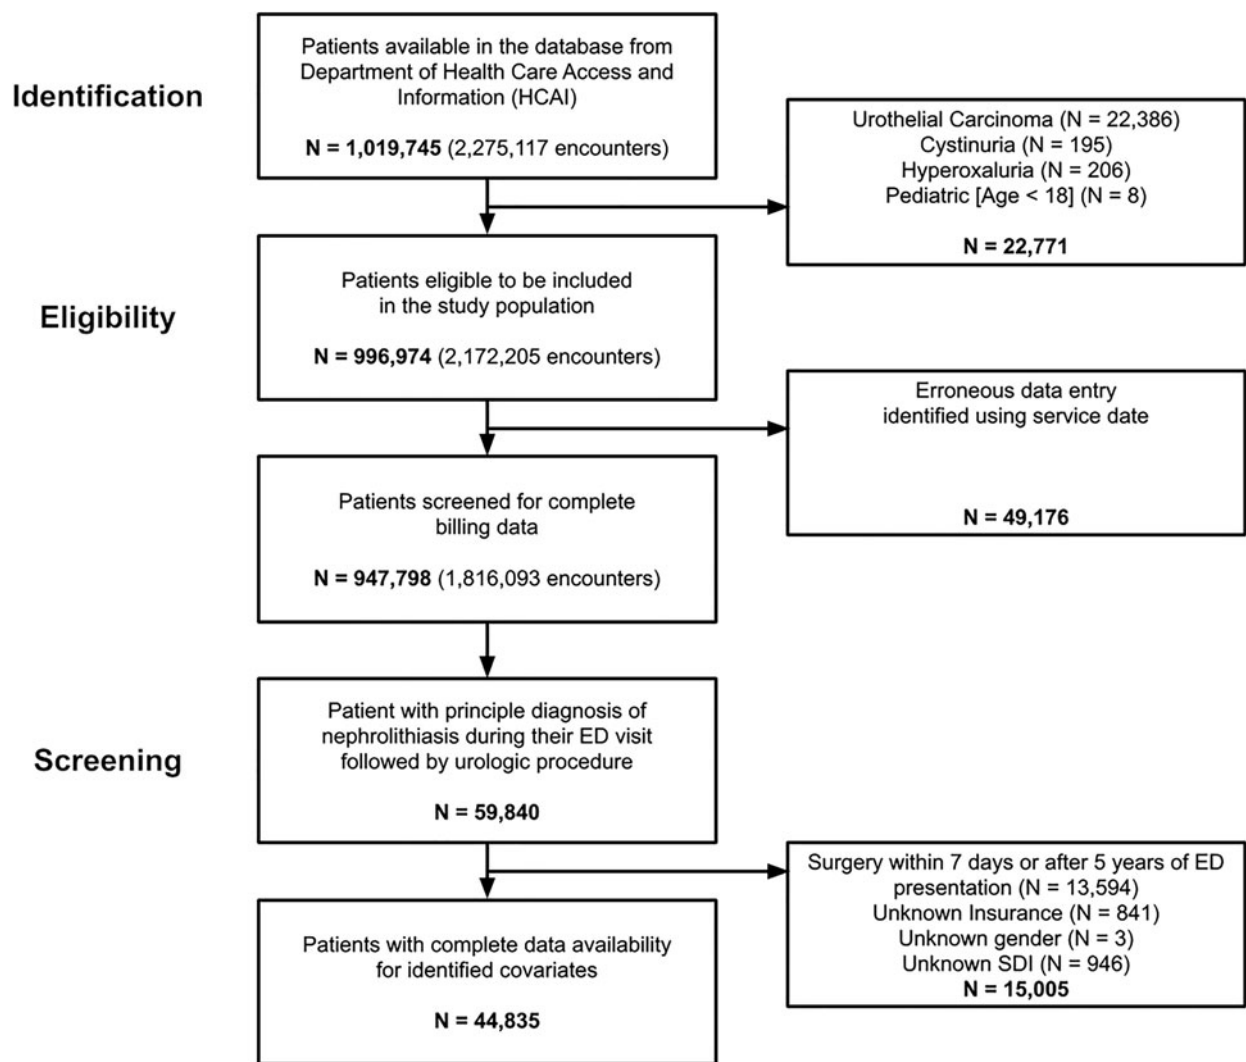 Identification
Patients available in the database from
Department of Health Care Access and
Information (HCAI)
N = 1,019,745 (2,275,117 encounters)
Urothelial Carcinoma (N = 22,386)
Cystinuria (N = 195)
Hyperoxaluria (N = 206)
Pediatric [Age < 18] (N = 8)
N = 22,771
Eligibility
Patients eligible to be included
in the study population
N = 996,974 (2,172,205 encounters)
Erroneous data entry
identified using service date
N = 49,176
Patients screened for complete
billing data
N = 947,798 (1,816,093 encounters)
Screening
Patient with principle diagnosis of
nephrolithiasis during their ED visit
followed by urologic procedure
N = 59,840
Surgery within 7 days or after 5 years of ED
presentation (N = 13,594)
Unknown Insurance (N = 841)
Unknown gender (N = 3)
Unknown SDI (N = 946)
N = 15,005
Patients with complete data availability
for identified covariates
N = 44,835